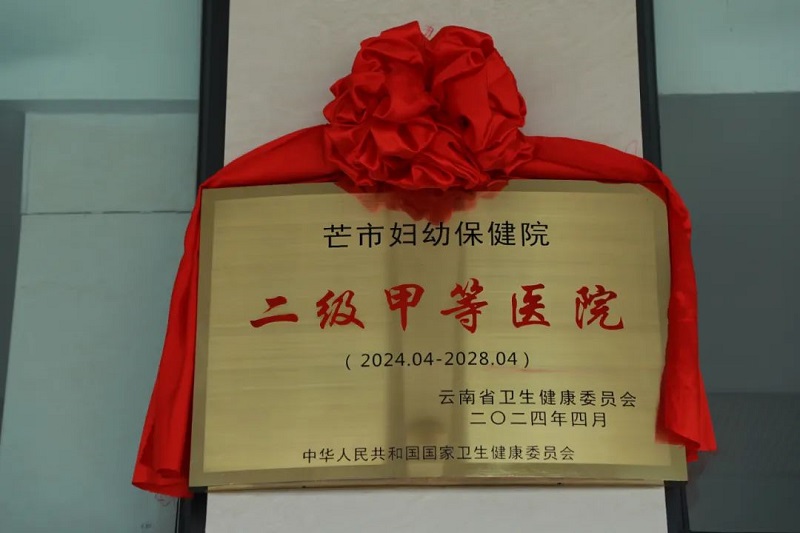 芒市妇幼保健院
二级甲等医院
(2024.04-2028.04)
云南省卫生健康委员会
二〇二四年四月
中华人民共和国国家卫生健康委员会